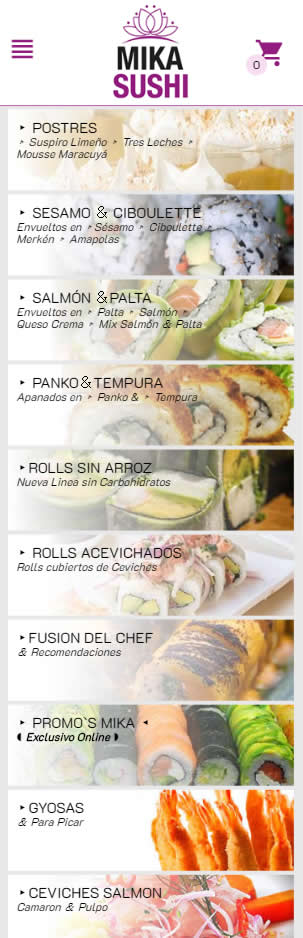 MIKA
SUSHI
0
‣ POSTRES
‣ Suspiro Limeño ‣ Tres Leches ‣
Mousse Maracuyá
‣ SESAMO & CIBOULETTE
Envueltos en ‣ Sésamo ‣ Ciboulette ‣
Merkén ‣ Amapolas
‣ SALMÓN & PALTA
Envueltos en ‣ Palta ‣ Salmón ‣
Queso Crema ‣ Mix Salmón & Palta
‣ PANKO & TEMPURA
Apanados en ‣ Panko & ‣ Tempura
‣ ROLLS SIN ARROZ
Nueva Linea sin Carbohidratos
‣ ROLLS ACEVICHADOS
Rolls cubiertos de Ceviches
‣ FUSION DEL CHEF
& Recomendaciones
‣ PROMO`S MIKA ◂
◖ Exclusivo Online ◗
‣ GYOSAS
& Para Picar
‣ CEVICHES SALMON
Camaron & Pulpo